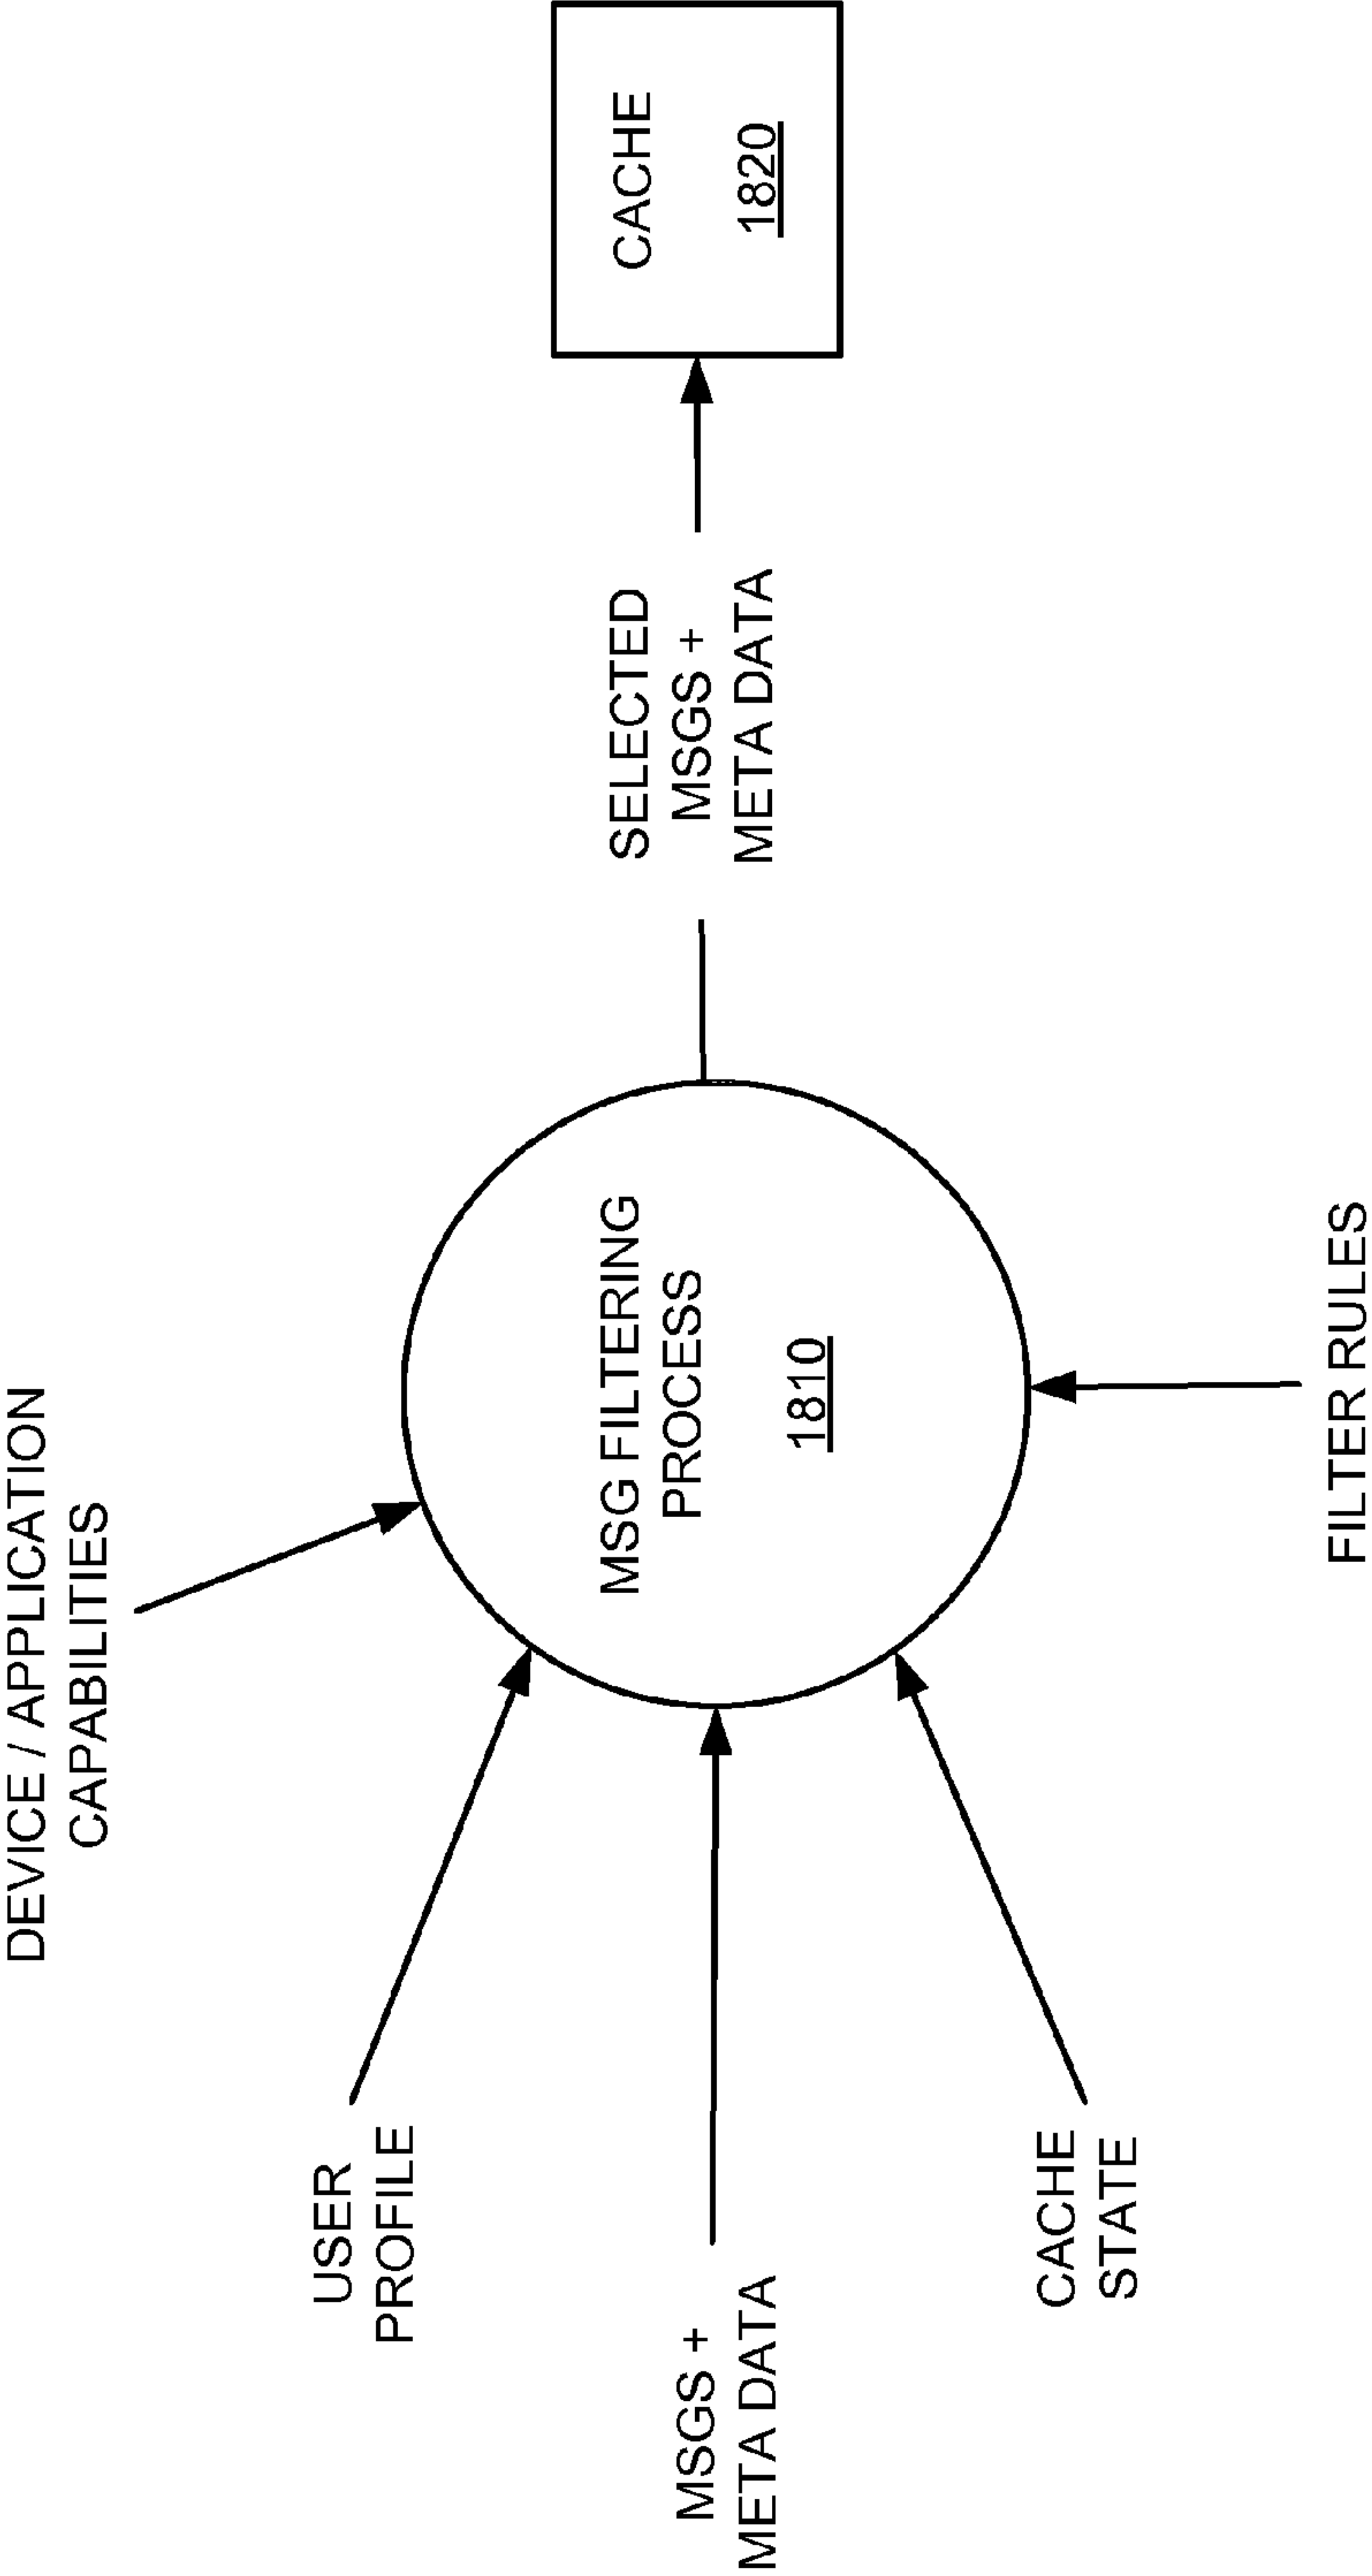 DEVICE / APPLICATION
CAPABILITIES
USER
PROFILE
MSGS +
META DATA
CACHE
STATE
FILTER RULES
MSG FILTERING
PROCESS
1810
SELECTED
MSGS +
META DATA
CACHE
1820